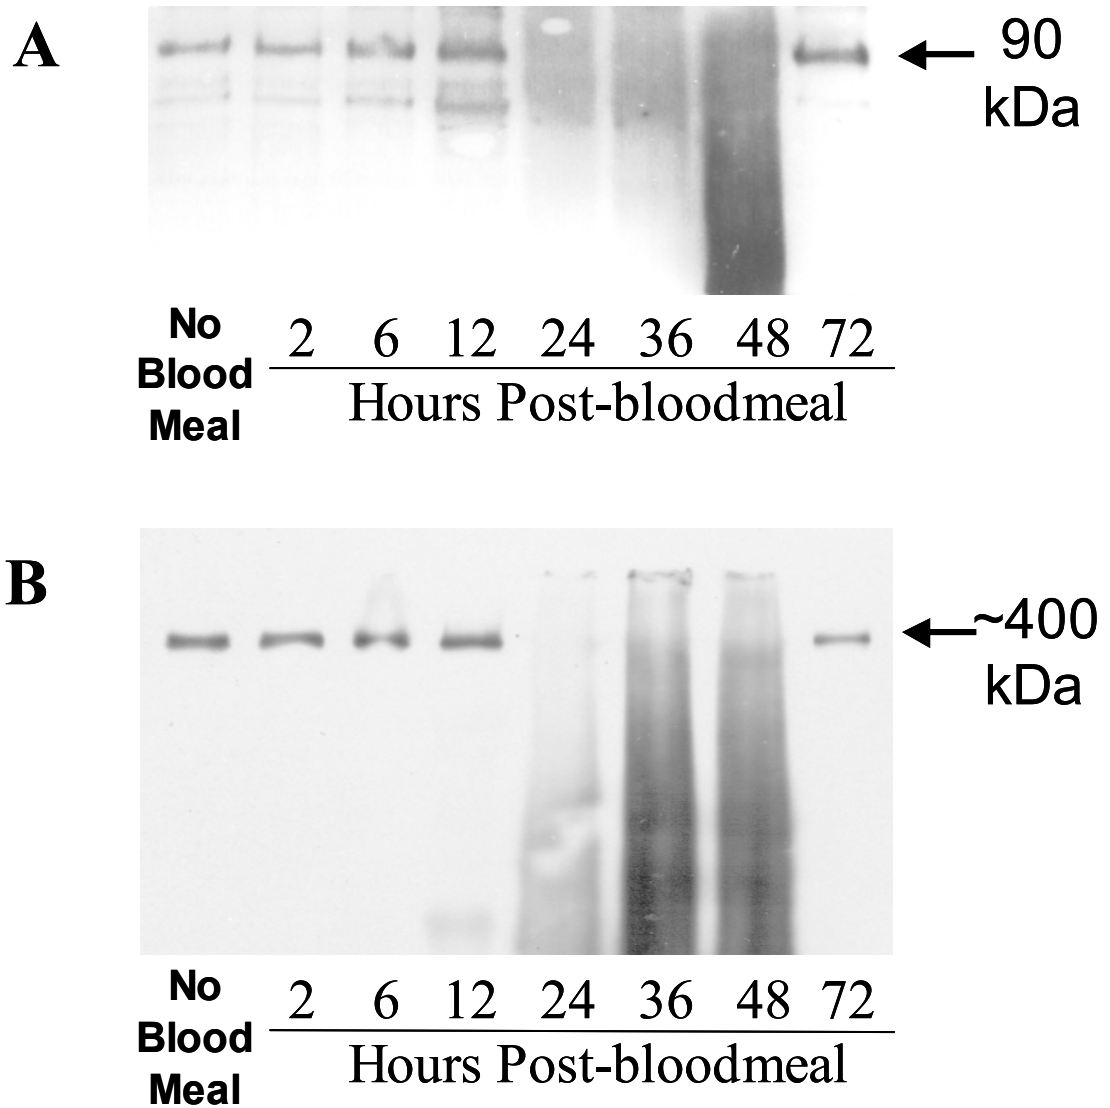 A
90
kDa
No
Blood
Meal
2 6 12 24 36 48 72
Hours Post-bloodmeal
B
~400
kDa
No
Blood
Meal
2 6 12 24 36 48 72
Hours Post-bloodmeal